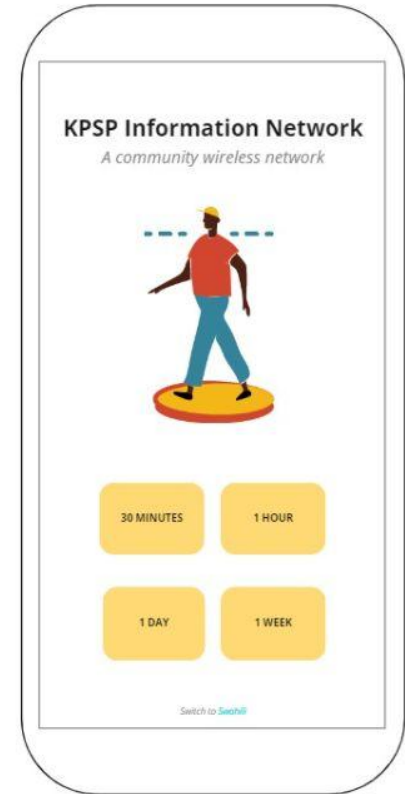 KPSP Information Network
A community wireless network
30 MINUTES
1 HOUR
1 DAY
1 WEEK
Switch to Swahili